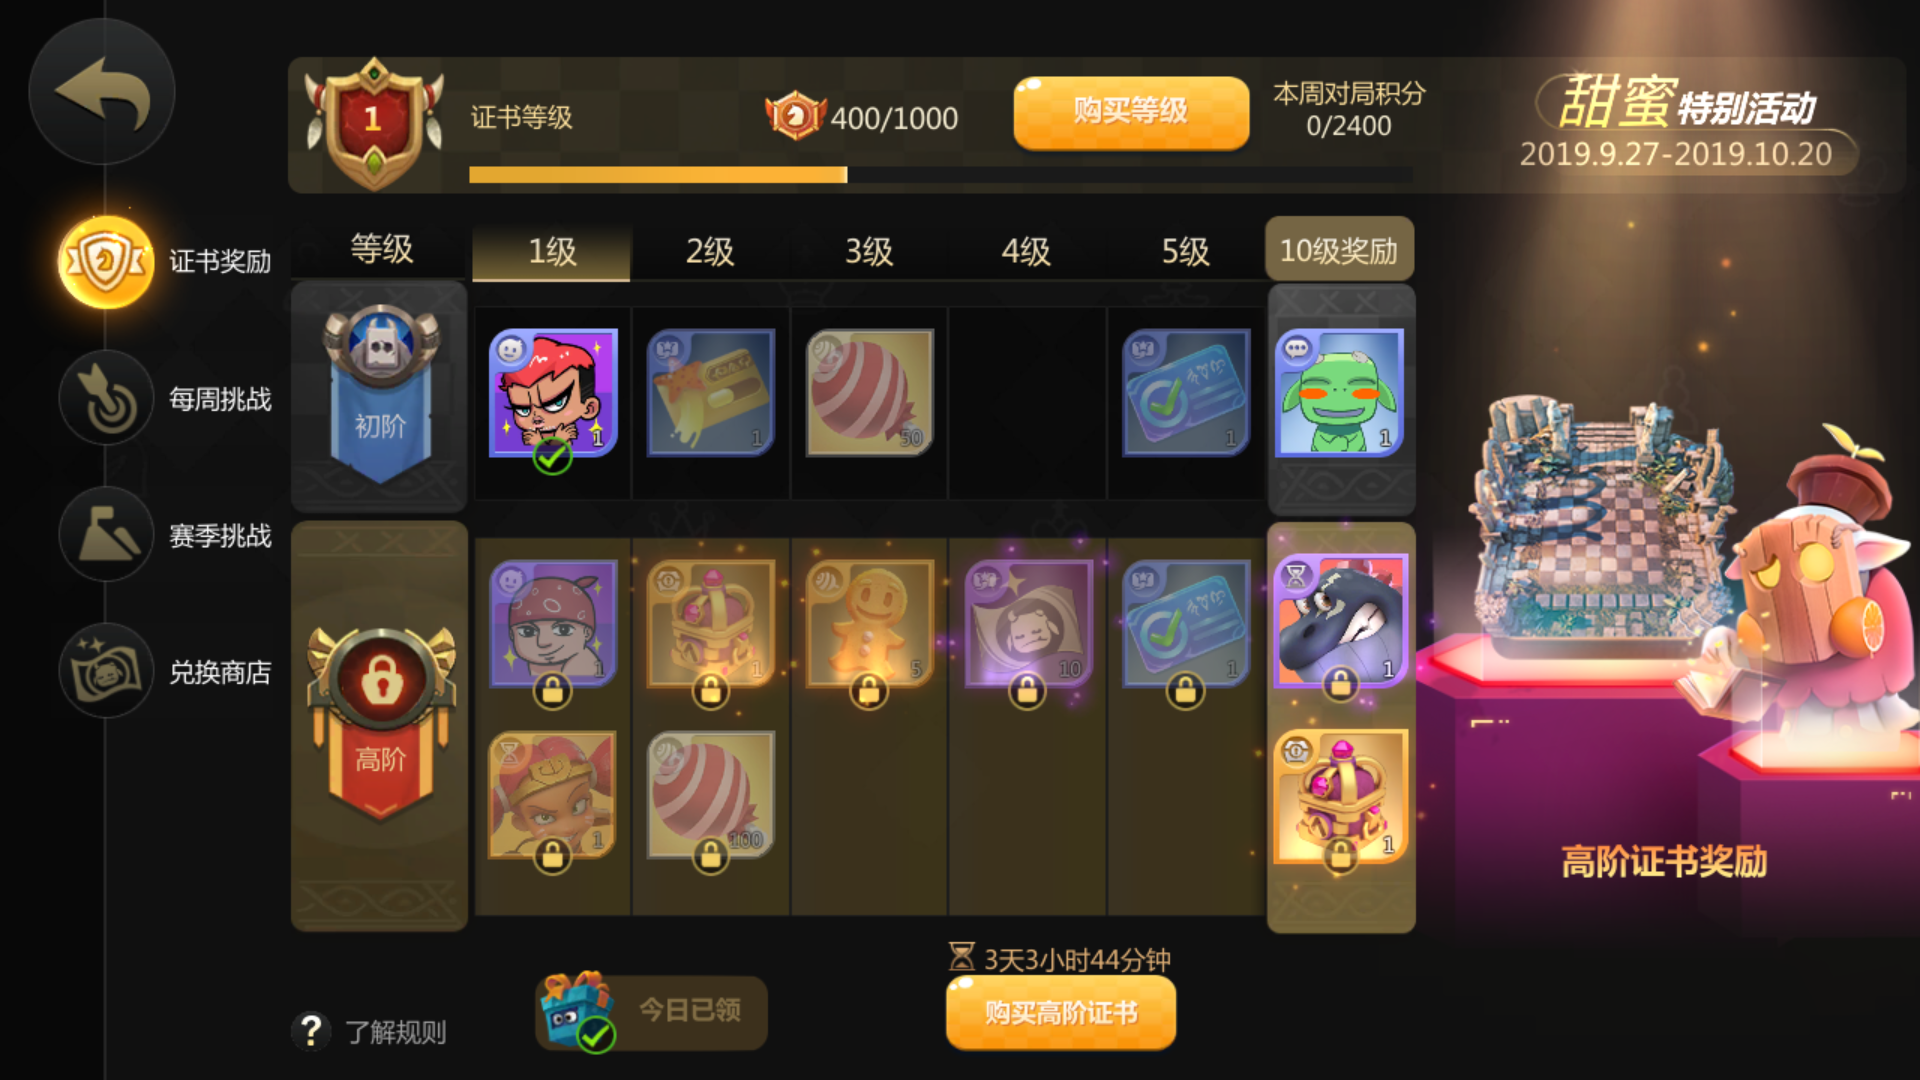 1
证书等级
400/1000
购买等级
本周对局积分
0/2400
甜蜜特别活动
2019.9.27-2019.10.20
证书奖励
每周挑战
赛季挑战
兑换商店
等级
1级
2级
3级
4级
5级
10级奖励
初阶
1
1
50
1
1
高阶
1
1
5
10
1
1
1
100
1
高阶证书奖励
3天3小时44分钟
?
了解规则
今日已领
购买高阶证书